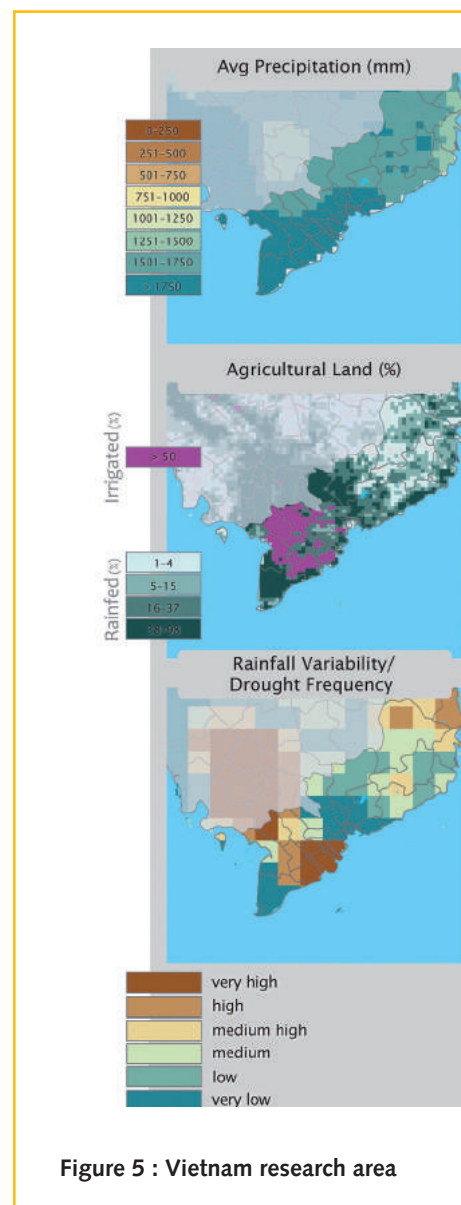 Avg Precipitation (mm)
0-250
251-500
501-750
751-1000
1001-1250
1251-1500
1501-1750
> 1750
Agricultural Land (%)
Irrigated (%)
> 50
Rainfed (%)
1-4
5-15
16-37
38-98
Rainfall Variability/
Drought Frequency
very high
high
medium high
medium
low
very low
Figure 5 : Vietnam research area